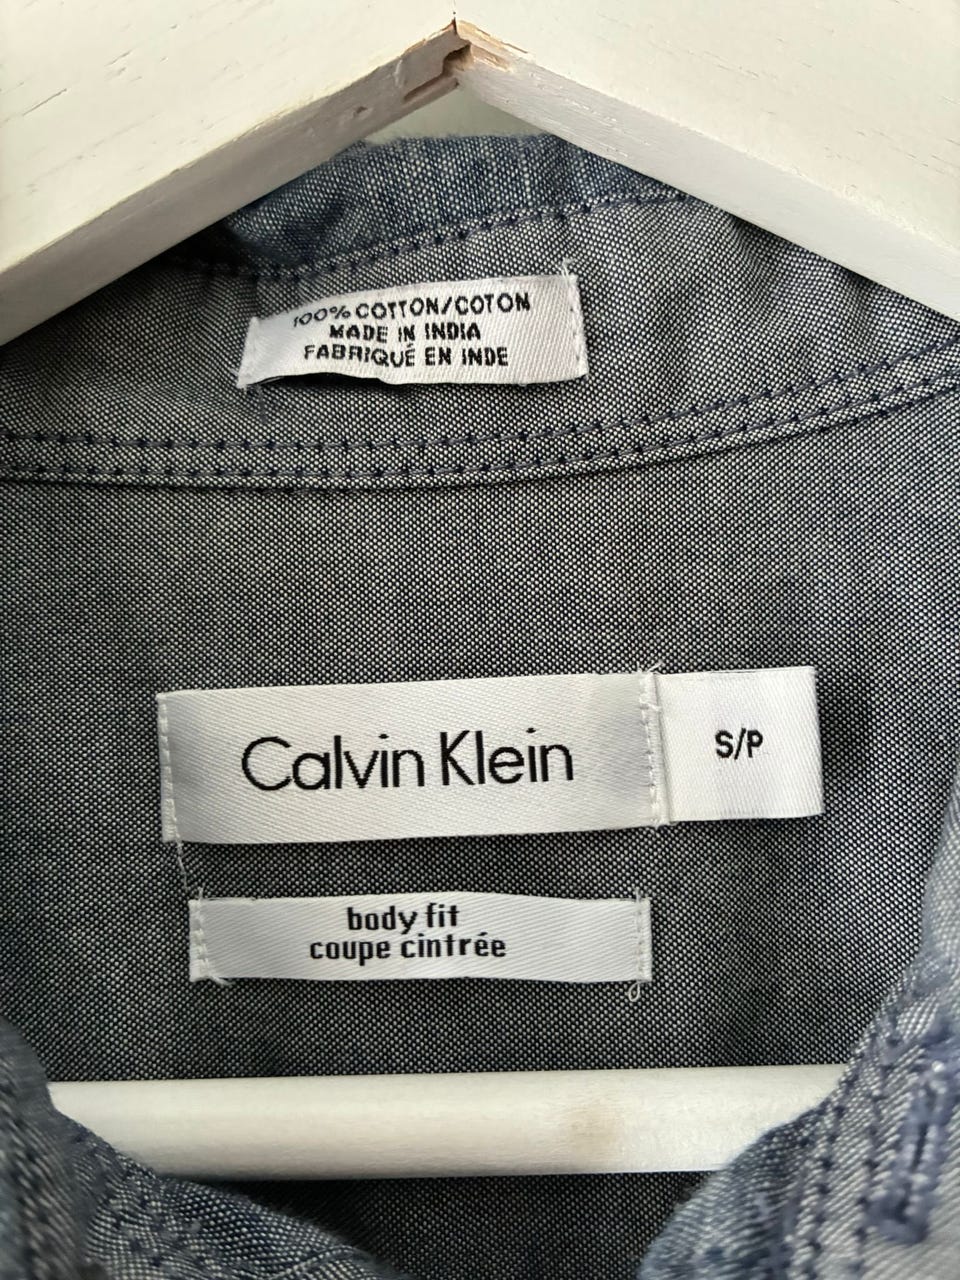 100% COTTON/COTON
MADE IN INDIA
FABRIQUÉ EN INDE
Calvin Klein
S/P
body fit
coupe cintrée